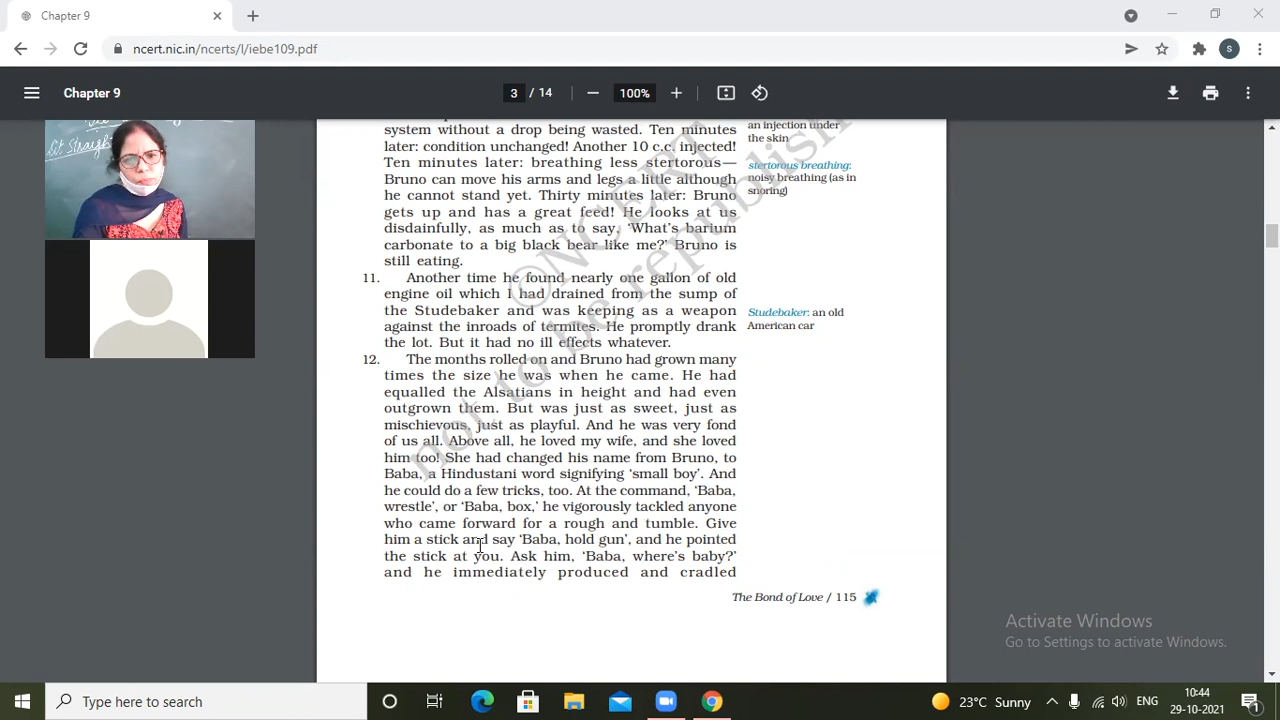 Chapter 9
ncert.nic.in/ncerts/l/iebe109.pdf
S
Chapter 9
3 / 14
100%
system without a drop being wasted. Ten minutes
later: condition unchanged! Another 10 c.c. injected!
Ten minutes later: breathing less stertorous—
Bruno can move his arms and legs a little although
he cannot stand yet. Thirty minutes later: Bruno
gets up and has a great feed! He looks at us
disdainfully, as much as to say, ‘What’s barium
carbonate to a big black bear like me?’ Bruno is
still eating.
11. Another time he found nearly one gallon of old
engine oil which I had drained from the sump of
the Studebaker and was keeping as a weapon
against the inroads of termites. He promptly drank
the lot. But it had no ill effects whatever.
12. The months rolled on and Bruno had grown many
times the size he was when he came. He had
equalled the Alsatians in height and had even
outgrown them. But was just as sweet, just as
mischievous, just as playful. And he was very fond
of us all. Above all, he loved my wife, and she loved
him too! She had changed his name from Bruno, to
Baba, a Hindustani word signifying ‘small boy’. And
he could do a few tricks, too. At the command, ‘Baba,
wrestle’, or ‘Baba, box,’ he vigorously tackled anyone
who came forward for a rough and tumble. Give
him a stick and say ‘Baba, hold gun’, and he pointed
the stick at you. Ask him, ‘Baba, where’s baby?’
and he immediately produced and cradled
an injection under
the skin
stertorous breathing:
noisy breathing (as in
snoring)
Studebaker: an old
American car
The Bond of Love / 115
©NCERT
not to be republish
Activate Windows
Go to Settings to activate Windows.
Type here to search
23°C Sunny
ENG
10:44
29-10-2021
1